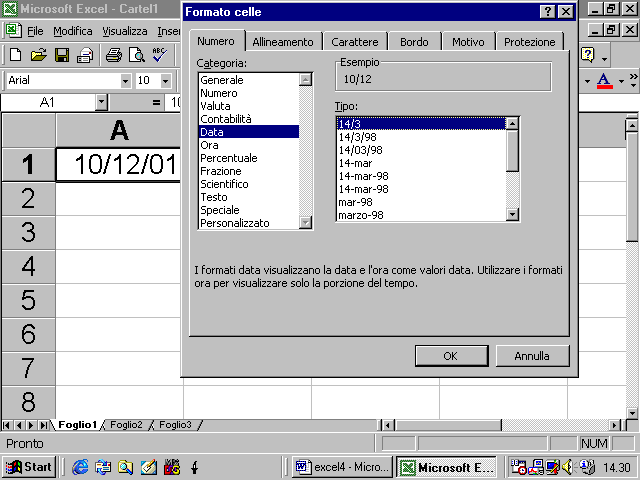 Microsoft Excel - Cartel1
File Modifica Visualizza Inser
Arial 10
A1 = 10
A
1 10/12/01
2
3
4
5
6
7
8
Formato celle
Numero Allineamento Carattere Bordo Motivo Protezione
Categoria:
Generale
Numero
Valuta
Contabilità
Data
Ora
Percentuale
Frazione
Scientifico
Testo
Speciale
Personalizzato
Esempio
10/12
Tipo:
14/3
14/3/98
14/03/98
14-mar
14-mar-98
14-mar-98
mar-98
marzo-98
I formati data visualizzano la data e l'ora come valori data. Utilizzare i formati
ora per visualizzare solo la porzione del tempo.
OK Annulla
Foglio1 Foglio2 Foglio3
Pronto NUM
Start excel4 - Micro... Microsoft E... 14.30